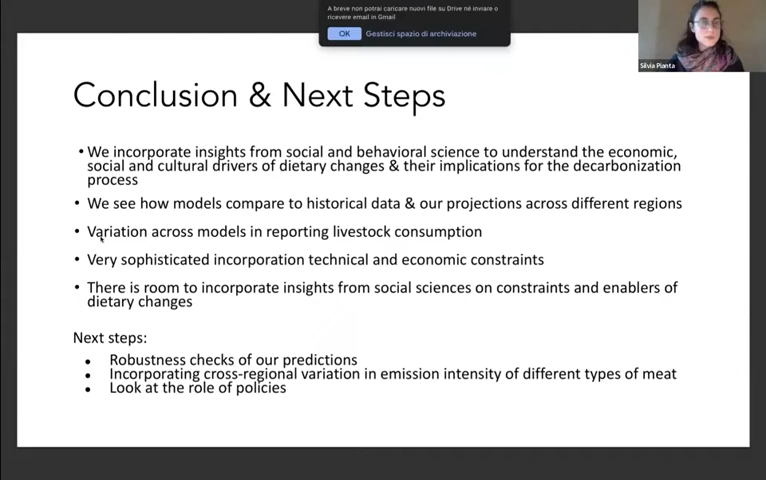 A breve non potrai caricare nuovi file su Drive né inviare o
ricevere email in Gmail
OK Gestisci spazio di archiviazione
Silvia Pianta
Conclusion & Next Steps
• We incorporate insights from social and behavioral science to understand the economic,
social and cultural drivers of dietary changes & their implications for the decarbonization
process
• We see how models compare to historical data & our projections across different regions
• Variation across models in reporting livestock consumption
• Very sophisticated incorporation technical and economic constraints
• There is room to incorporate insights from social sciences on constraints and enablers of
dietary changes
Next steps:
• Robustness checks of our predictions
• Incorporating cross-regional variation in emission intensity of different types of meat
• Look at the role of policies